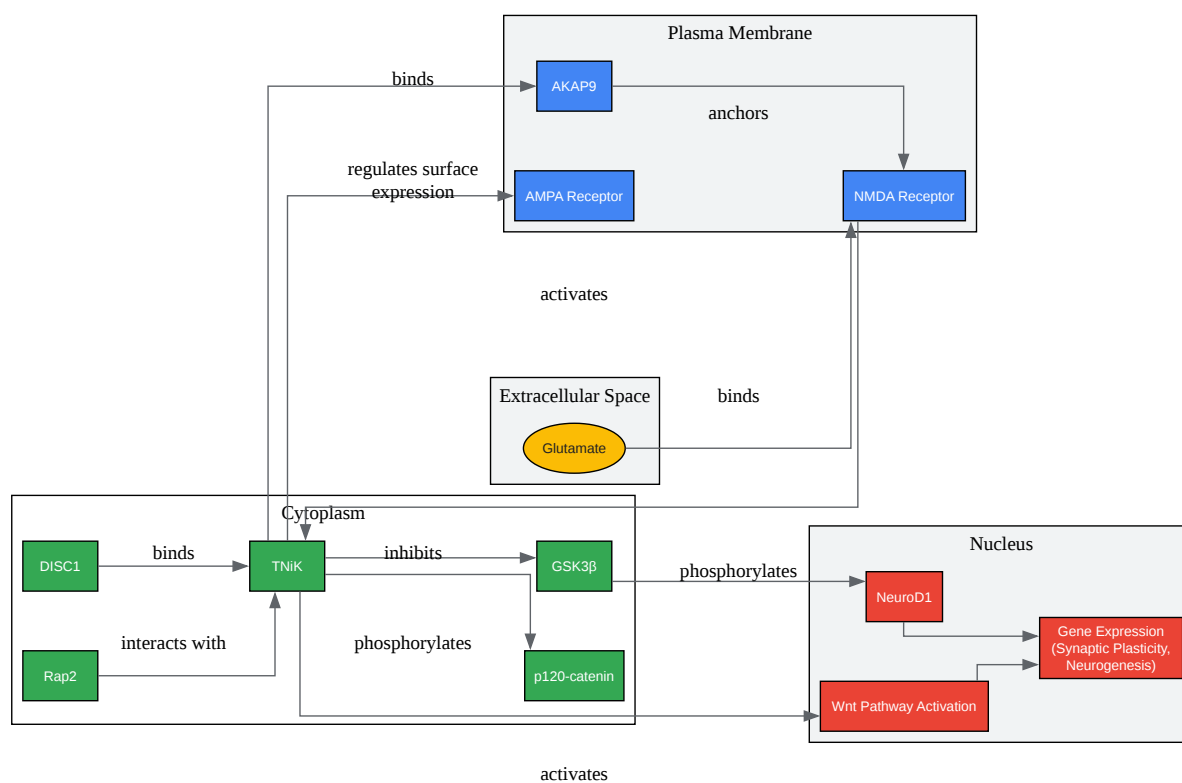 Plasma Membrane
binds
AKAP9
anchors
regulates surface
expression
AMPA Receptor
NMDA Receptor
activates
Extracellular Space
binds
Glutamate
Cytoplasm
DISC1
binds
TNiK
inhibits
GSK3β
phosphorylates
Nucleus
NeuroD1
interacts with
phosphorylates
Rap2
p120-catenin
Gene Expression
(Synaptic Plasticity,
Neurogenesis)
Wnt Pathway Activation
activates